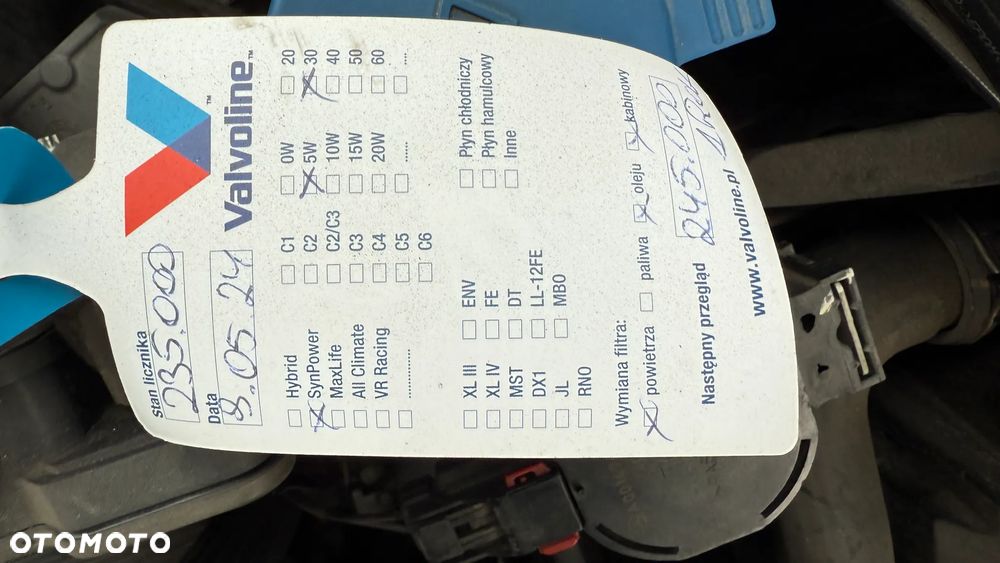 Valvoline™
Stan licznika
235.000
Data
9.05.24
Hybrid
SynPower
MaxLife
All Climate
VR Racing
................
C1
C2
C2/C3
C3
C4
C5
C6
0W
5W
10W
15W
20W
......
20
30
40
50
60
....
XL III
XL IV
MST
DX1
JL
RNO
ENV
FE
DT
LL-12FE
MBO
Płyn chłodniczy
Płyn hamulcowy
Inne
Wymiana filtra:
powietrza
paliwa
oleju
kabinowy
Następny przegląd
245.000
www.valvoline.pl
OTOMOTO